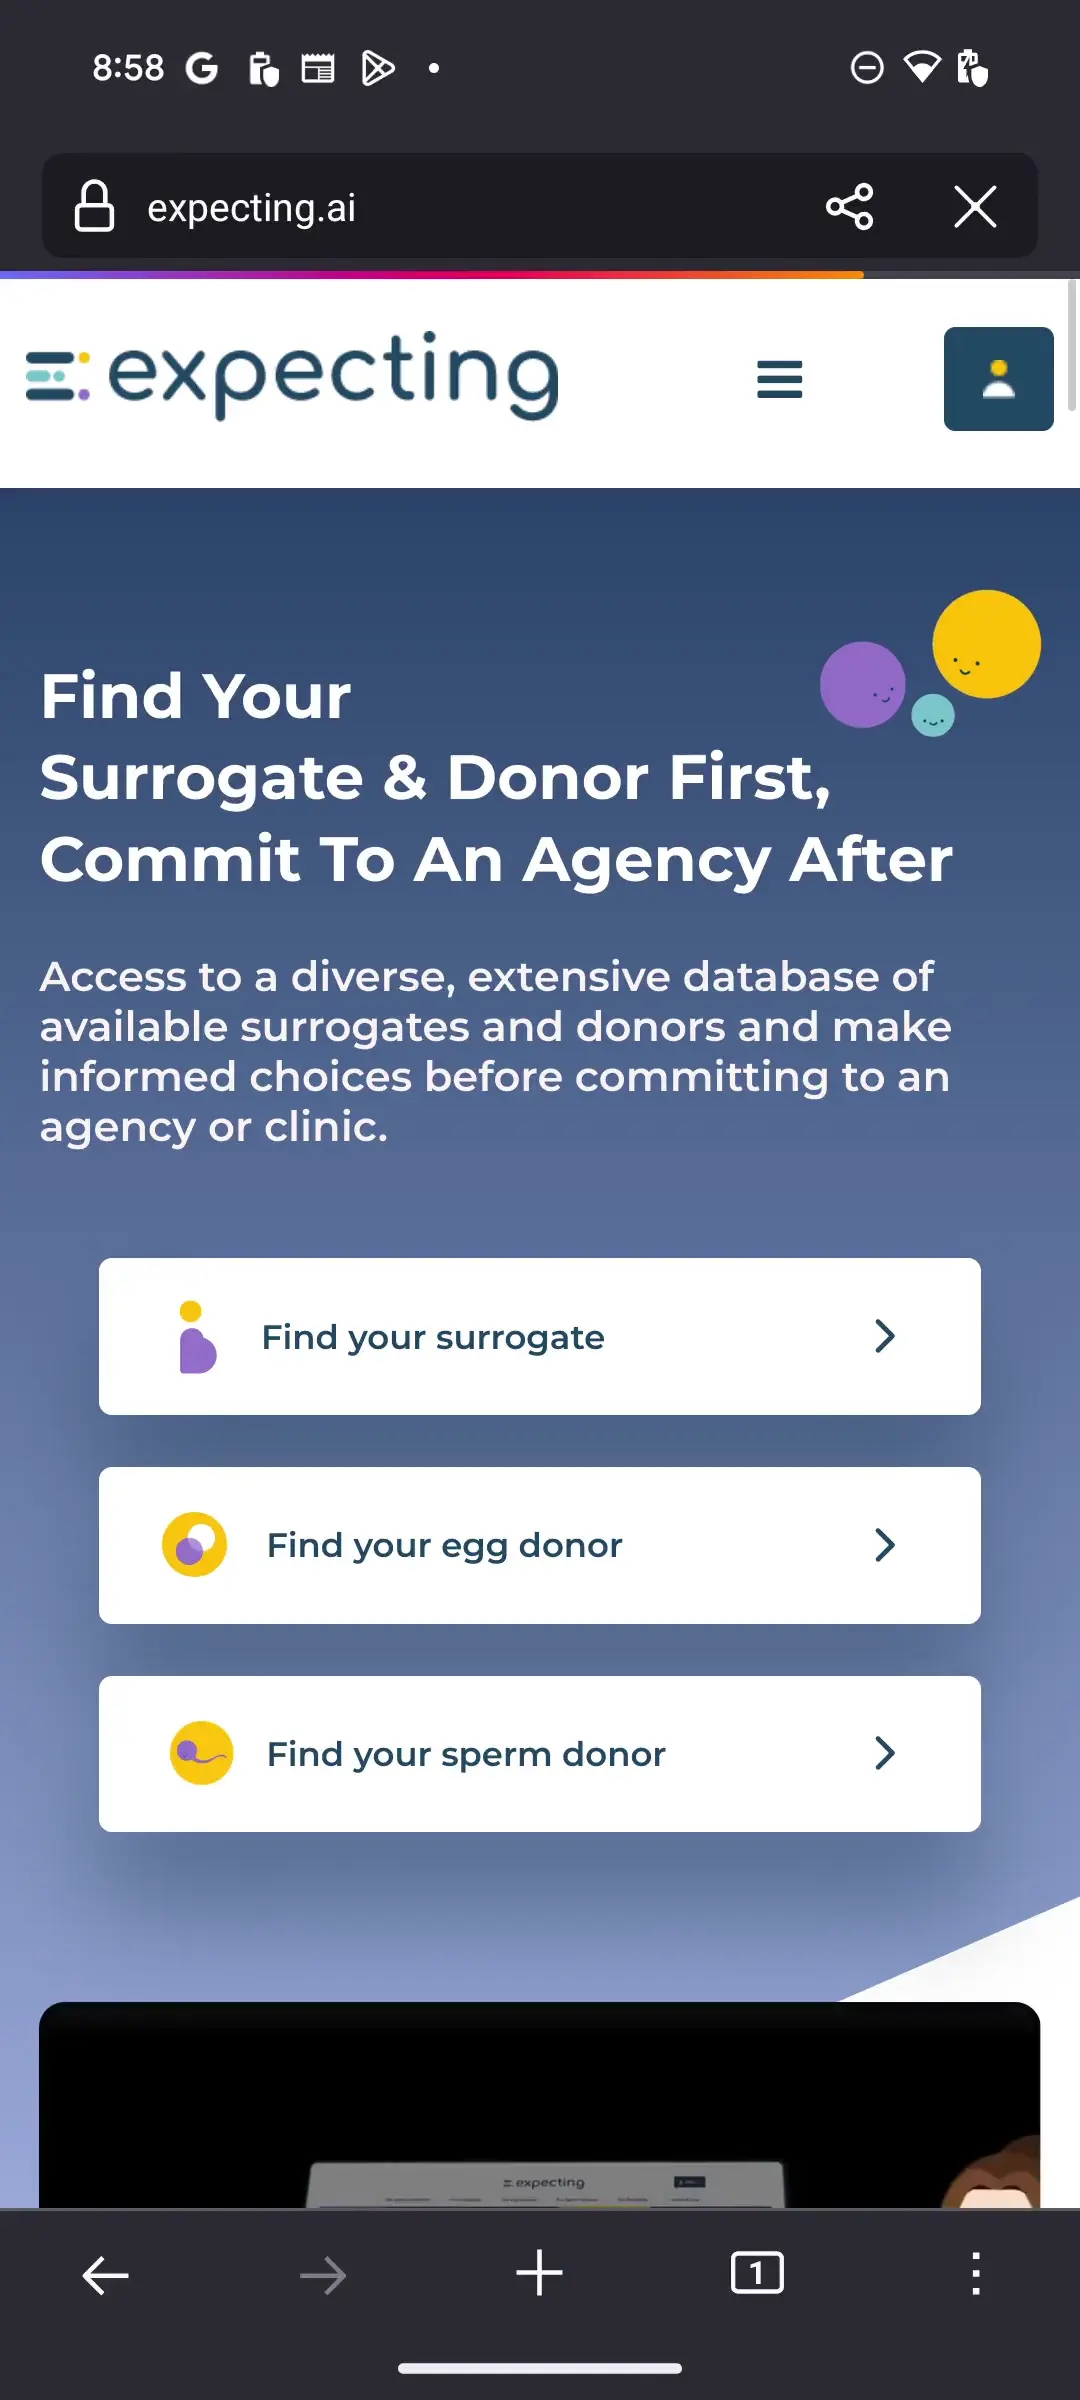 8:58
expecting.ai
expecting
Find Your
Surrogate & Donor First,
Commit To An Agency After
Access to a diverse, extensive database of
available surrogates and donors and make
informed choices before committing to an
agency or clinic.
Find your surrogate
Find your egg donor
Find your sperm donor
expecting
1